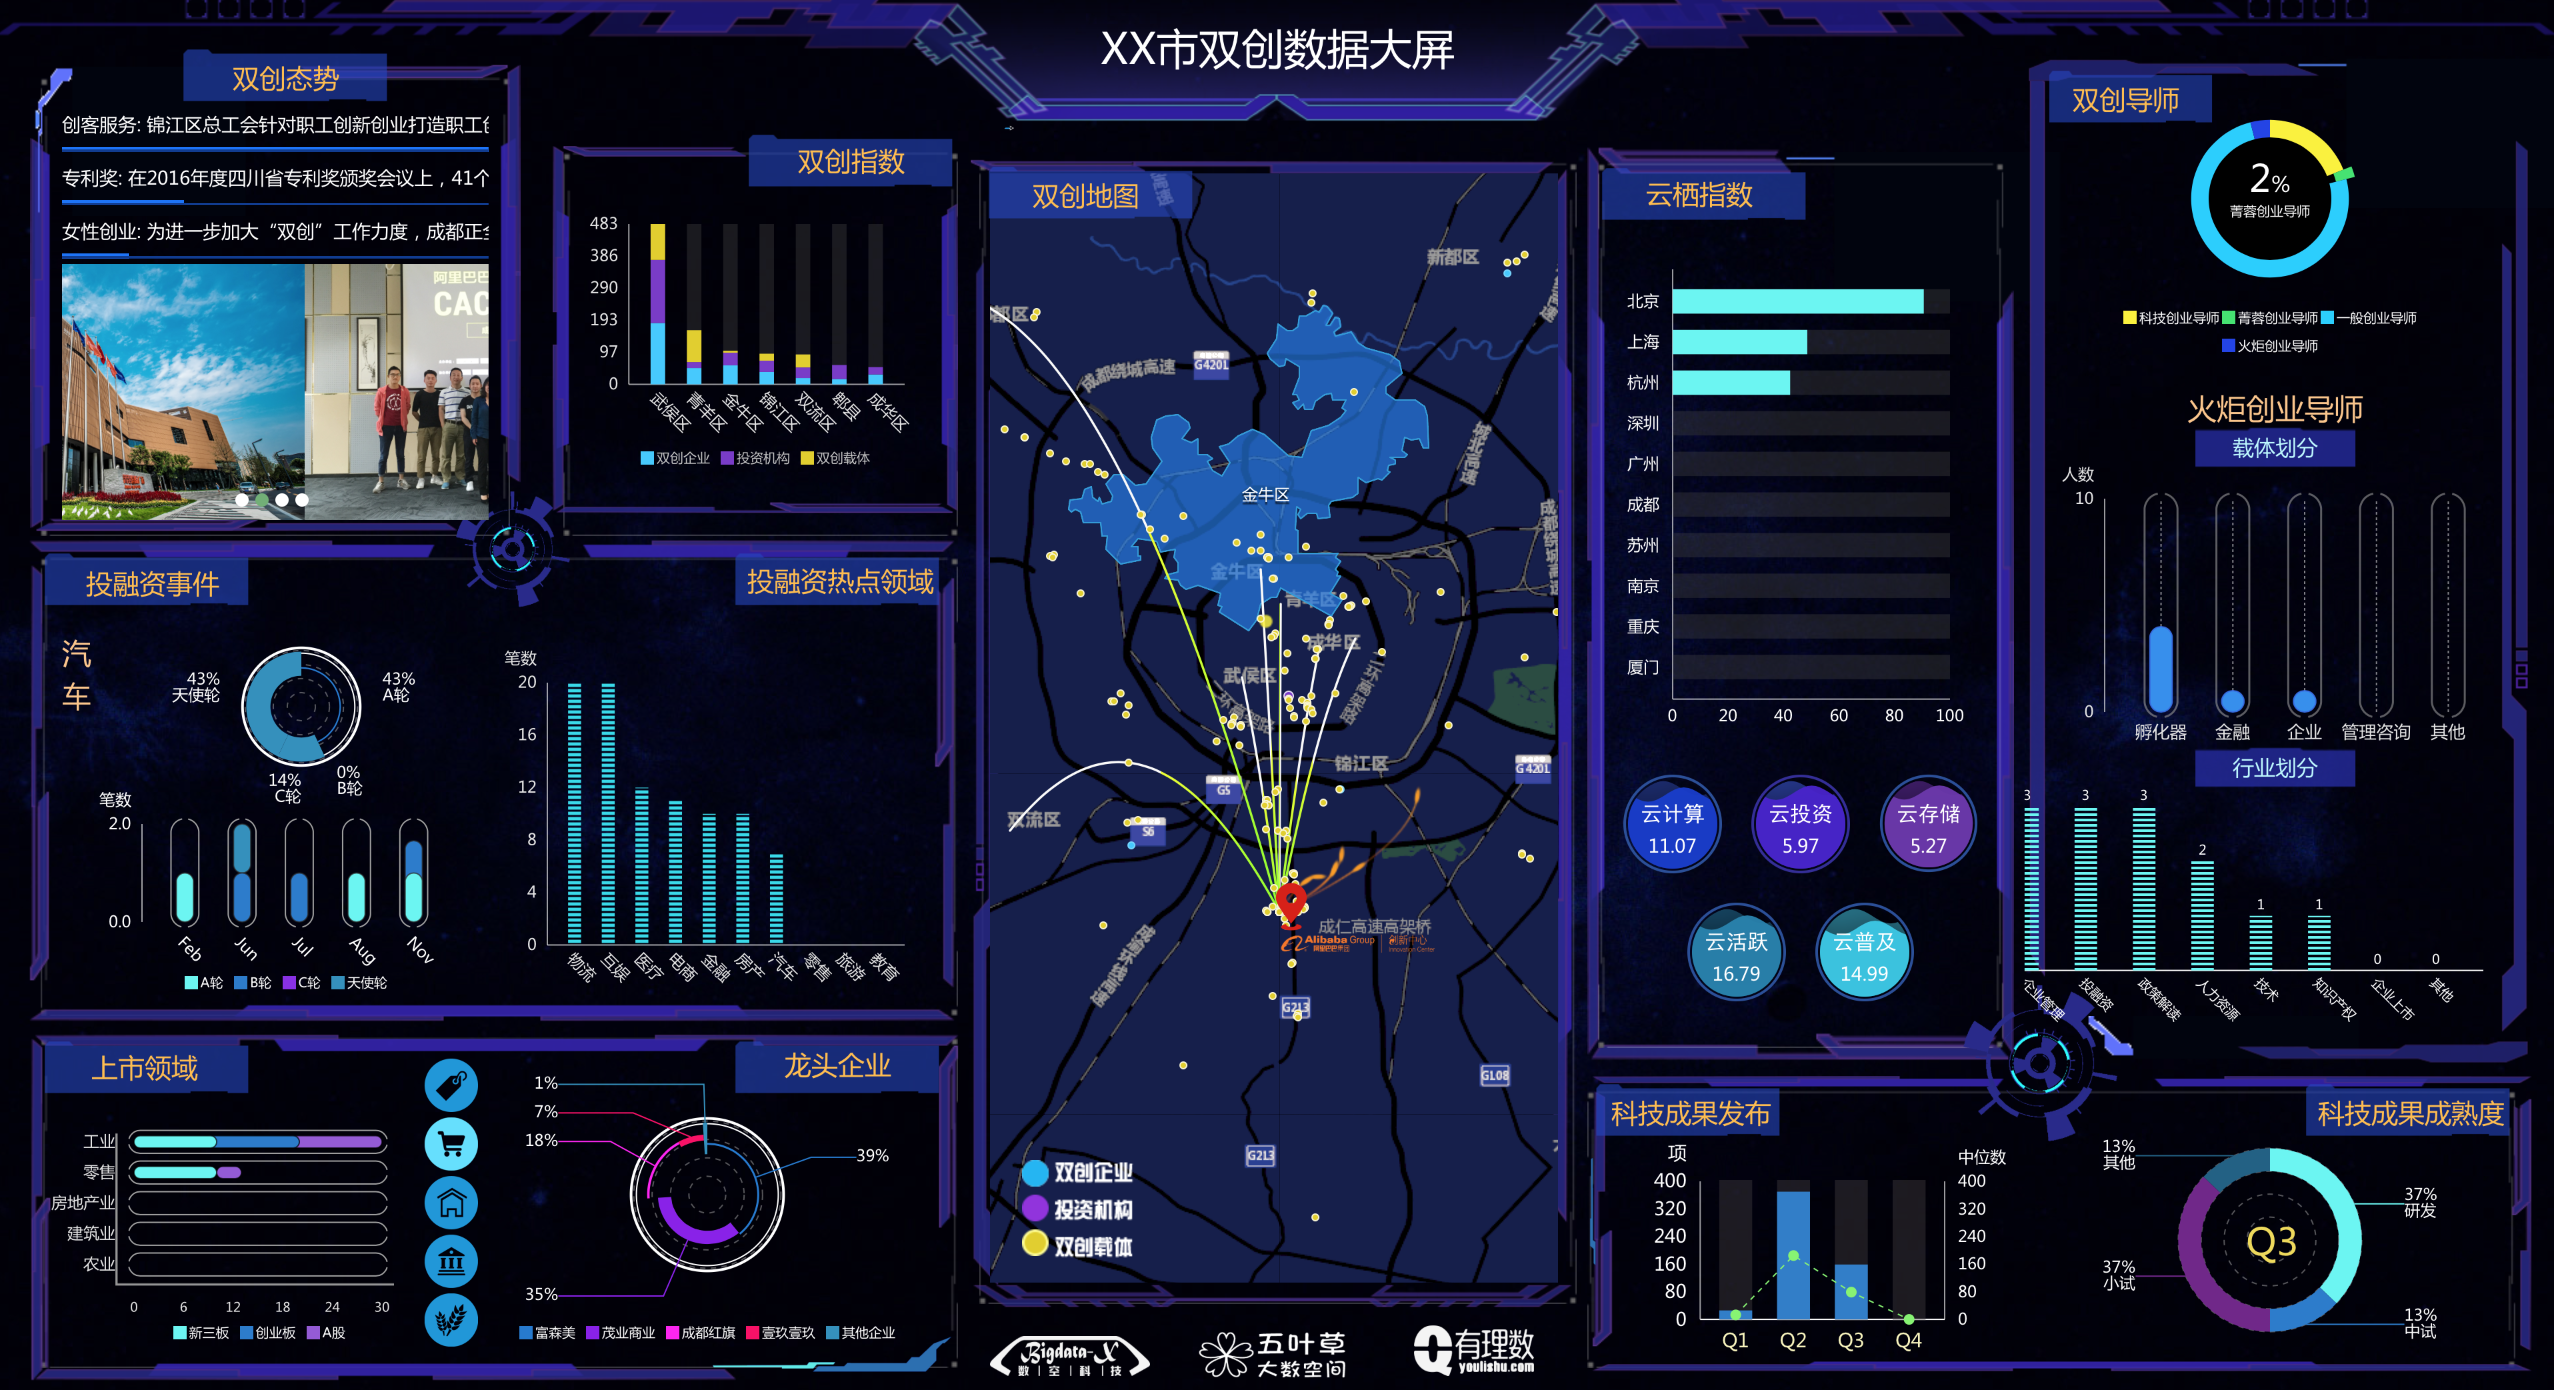 XX市双创数据大屏
双创态势
创客服务: 锦江区总工会针对职工创新创业打造职工
专利奖: 在2016年度四川省专利奖颁奖会议上，41个
女性创业: 为进一步加大“双创”工作力度，成都正
阿里巴巴
CAC
双创指数
483
386
290
193
97
0
武侯区
青羊区
金牛区
锦江区
双流区
郫县
成华区
双创企业 投资机构 双创载体
投融资事件
汽车
43%
天使轮
43%
A轮
14%
C轮
0%
B轮
笔数
2.0
0.0
Feb
Jun
Jul
Aug
Nov
A轮 B轮 C轮 天使轮
投融资热点领域
笔数
20
16
12
8
4
0
物流
互娱
医疗
电商
金融
房产
汽车
零售
旅游
教育
上市领域
工业
零售
房地产业
建筑业
农业
0 6 12 18 24 30
新三板 创业板 A股
龙头企业
1%
7%
18%
39%
35%
富森美 茂业商业 成都红旗 壹玖壹玖 其他企业
双创地图
新都区
都区
G4201
成都绕城高速
金牛区
金牛区
青羊区
成华区
武侯区
锦江区
双流区
G4201
G5
S6
成仁高速高架桥
Alibaba Group
创新中心
G213
G108
G213
双创企业
投资机构
双创载体
Bigdata-X
数空科技
五叶草
大数空间
有理数
youlishu.com
云栖指数
北京
上海
杭州
深圳
广州
成都
苏州
南京
重庆
厦门
0 20 40 60 80 100
云计算
11.07
云投资
5.97
云存储
5.27
云活跃
16.79
云普及
14.99
双创导师
2%
菁蓉创业导师
科技创业导师 菁蓉创业导师 一般创业导师
火炬创业导师
火炬创业导师
载体划分
人数
10
0
孵化器 金融 企业 管理咨询 其他
行业划分
3 3 3 2 1 1 0 0
企业管理
投融资
政策解读
人力资源
技术
知识产权
企业上市
其他
科技成果发布
项
400
320
240
160
80
0
中位数
400
320
240
160
80
0
Q1 Q2 Q3 Q4
科技成果成熟度
13%
其他
37%
研发
37%
小试
13%
中试
Q3